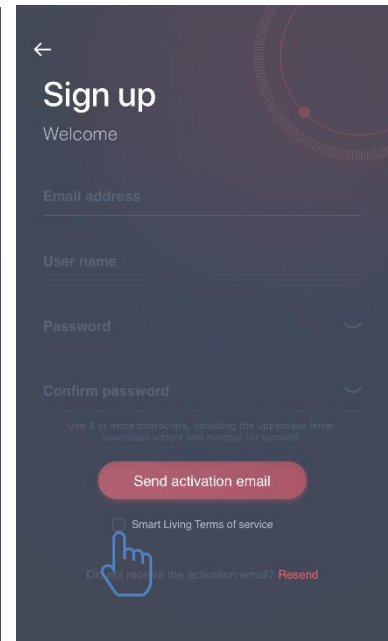 Sign up
Welcome
Email address
User name
Password
Confirm password
Use 8 or more characters, including the uppercase letter,
lowercase letters and number (or symbol).
Send activation email
Smart Living Terms of service
Did not receive the activation email? Resend